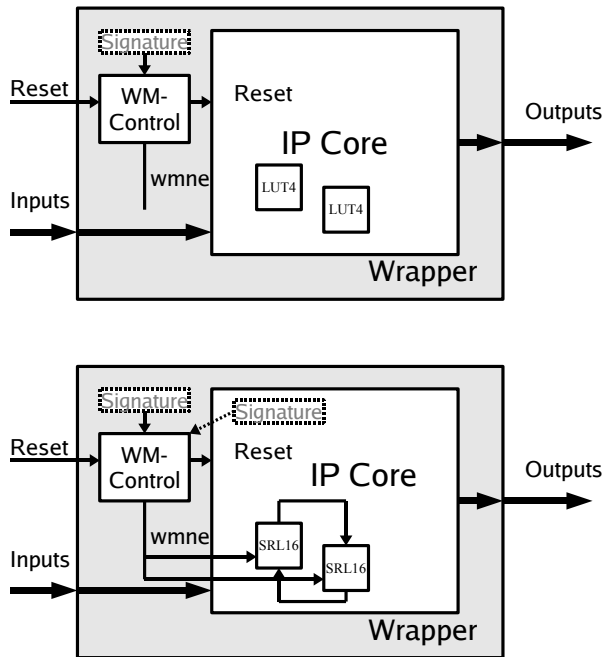 Signature
Reset
WM-
Control
Reset
IP Core
Outputs
wmne
LUT4
LUT4
Inputs
Wrapper
Signature
Signature
Reset
WM-
Control
Reset
IP Core
Outputs
wmne
SRL16
SRL16
Inputs
Wrapper